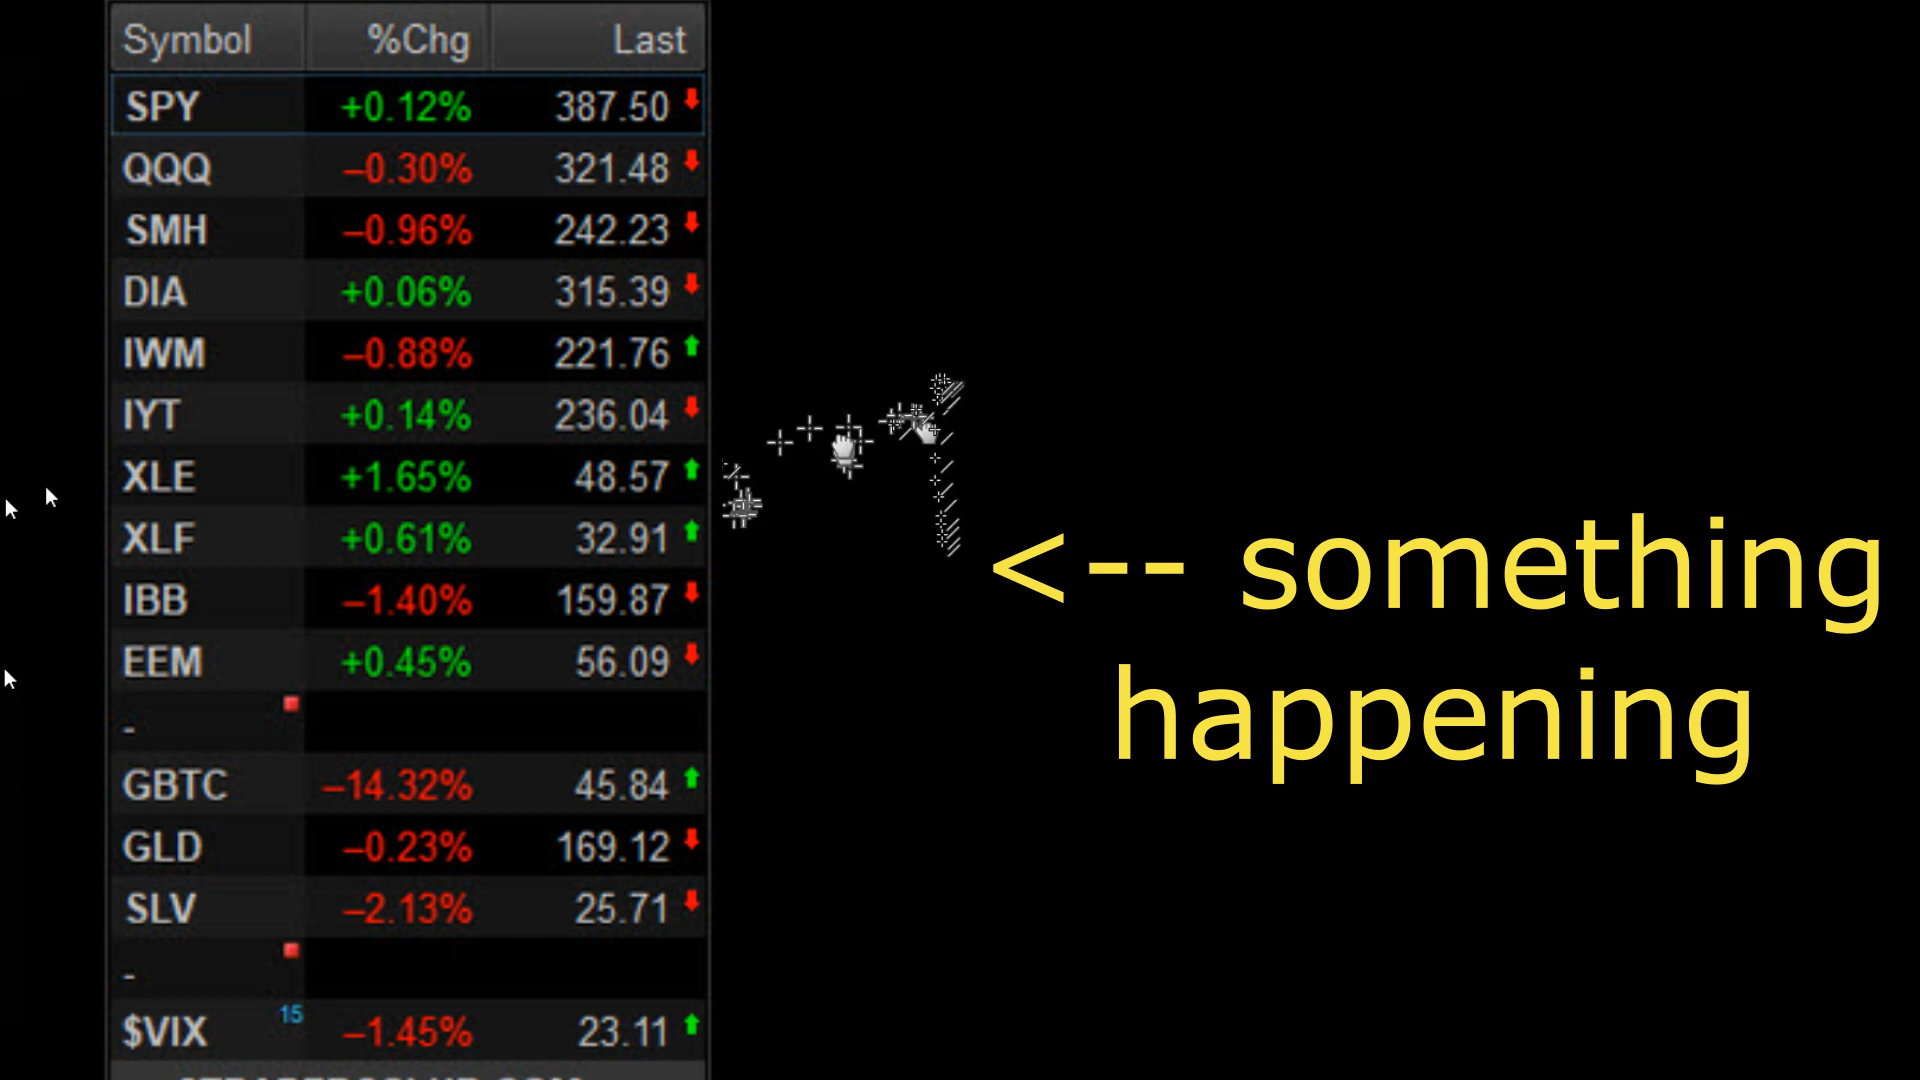 Symbol %Chg Last
SPY +0.12% 387.50
QQQ –0.30% 321.48
SMH –0.96% 242.23
DIA +0.06% 315.39
IWM –0.88% 221.76
IYT +0.14% 236.04
XLE +1.65% 48.57
XLF +0.61% 32.91
IBB –1.40% 159.87
EEM +0.45% 56.09
-
GBTC –14.32% 45.84
GLD –0.23% 169.12
SLV –2.13% 25.71
-
$VIX 15 –1.45% 23.11
<-- something
happening